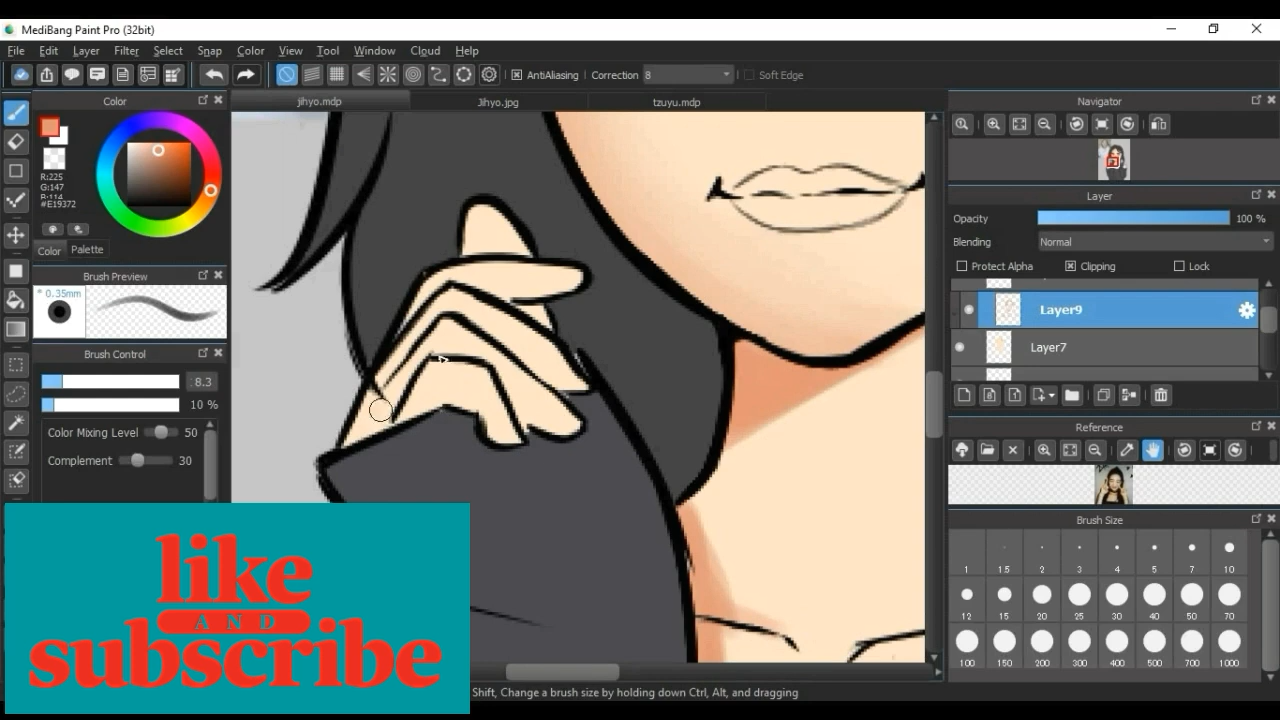 MediBang Paint Pro (32bit)
File Edit Layer Filter Select Snap Color View Tool Window Cloud Help
AntiAliasing Correction 8 Soft Edge
Color
jihyo.mdp Jihyo.jpg tzuyu.mdp
Navigator
R:225
G:147
B:114
#E19372
Color Palette
Brush Preview
* 0.35mm
Brush Control
8.3
10 %
Color Mixing Level 50
Complement 30
Layer
Opacity 100 %
Blending Normal
Protect Alpha Clipping Lock
Layer9
Layer7
Reference
Brush Size
1 1.5 2 3 4 5 7 10
12 15 20 25 30 40 50 70
100 150 200 300 400 500 700 1000
like
AND
subscribe
Shift, Change a brush size by holding down Ctrl, Alt, and dragging